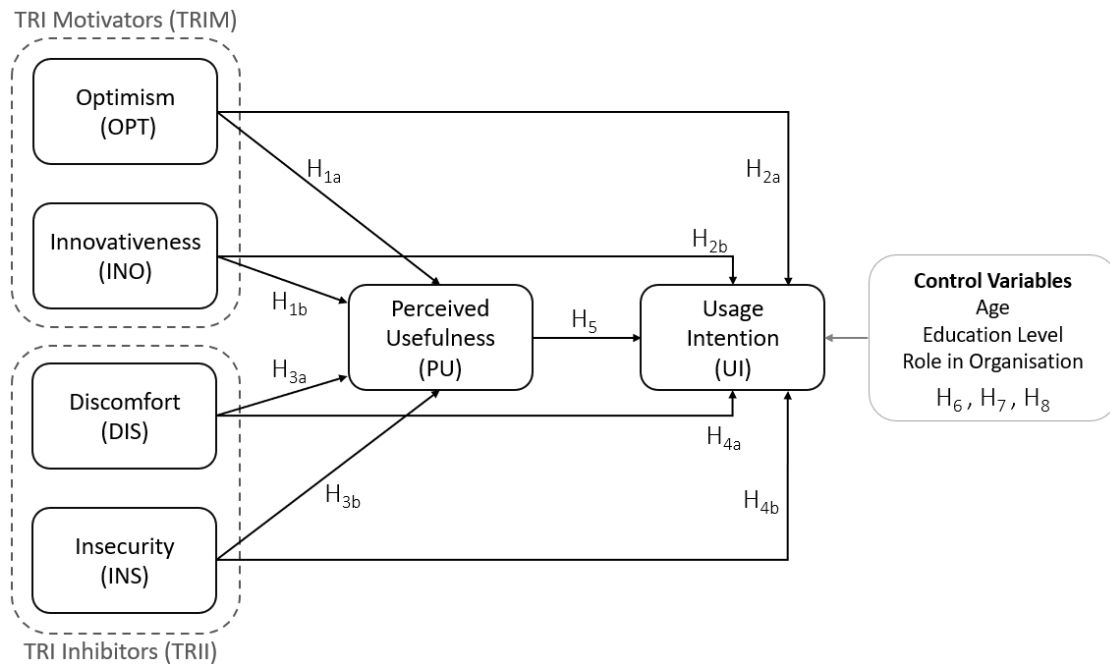 TRI Motivators (TRIM)
Optimism
(OPT)
H1a
H2a
Innovativeness
(INO)
H2b
H1b
Perceived
Usefulness
(PU)
H5
Usage
Intention
(UI)
Control Variables
Age
Education Level
Role in Organisation
H6 , H7 , H8
Discomfort
(DIS)
H3a
H4a
H3b
H4b
Insecurity
(INS)
TRI Inhibitors (TRII)